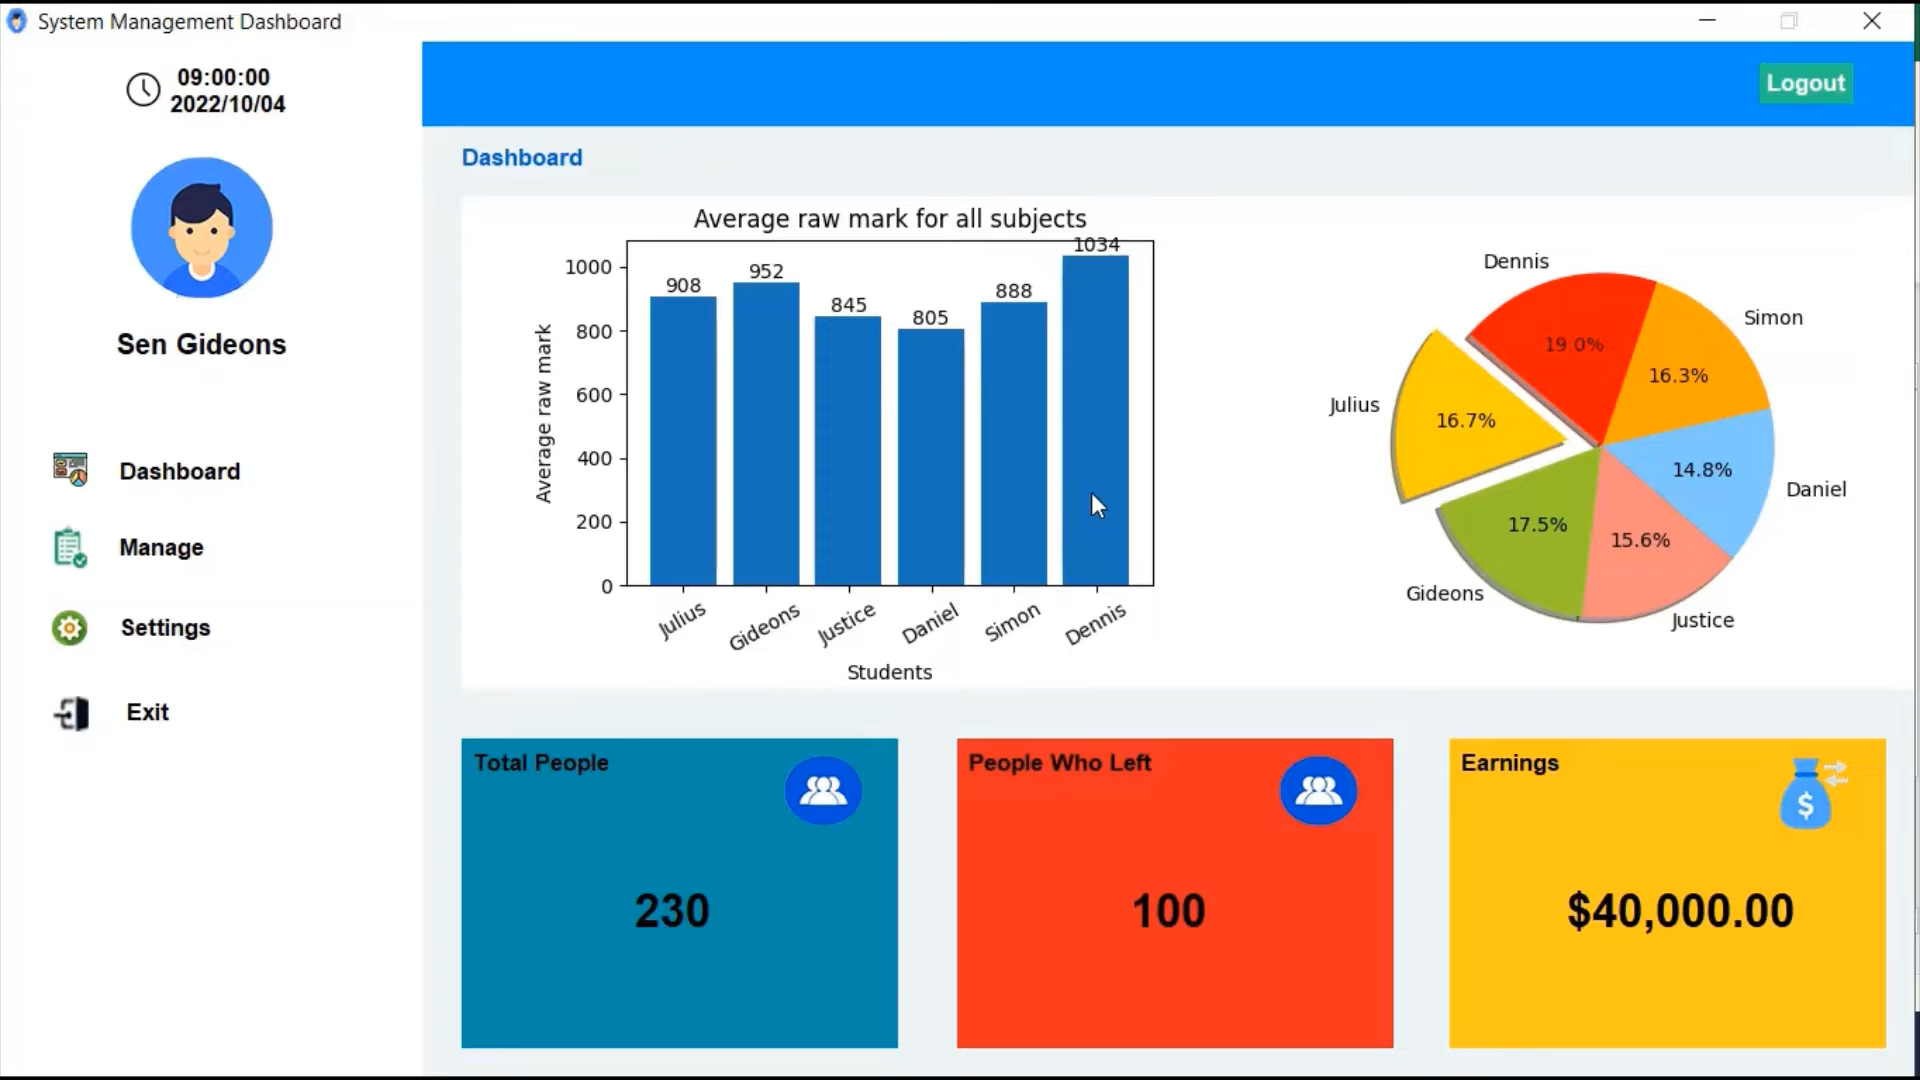 System Management Dashboard
09:00:00
2022/10/04
Logout
Sen Gideons
Dashboard
Manage
Settings
Exit
Dashboard
Average raw mark for all subjects
Average raw mark
1000
800
600
400
200
0
908
952
845
805
888
1034
Julius
Gideons
Justice
Daniel
Simon
Dennis
Students
Dennis
Simon
Julius
Daniel
Gideons
Justice
19.0%
16.3%
16.7%
14.8%
17.5%
15.6%
Total People
230
People Who Left
100
Earnings
$
$40,000.00